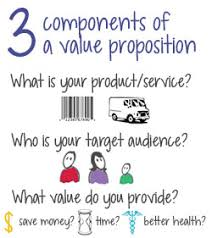 3 components of
a value proposition
What is your product/service?
Who is your target audience?
What value do you provide?
$ save money? time? better health?